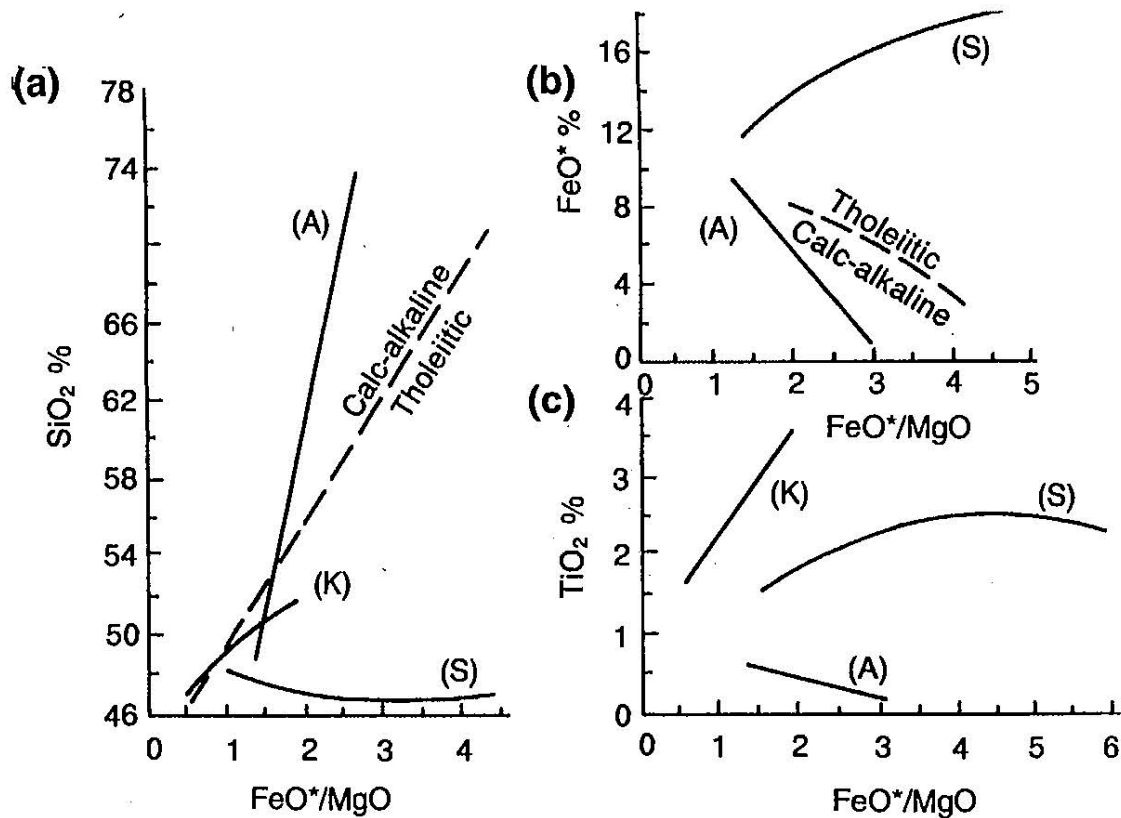 (a)
78
74
66
62
58
54
50
46
SiO₂ %
(A)
Calc-alkaline
Tholeiitic
(K)
(S)
0 1 2 3 4
FeO*/MgO
(b)
16
12
8
4
0
FeO* %
(S)
(A)
Tholeiitic
Calc-alkaline
0 1 2 3 4 5
FeO*/MgO
(c)
4
3
2
1
0
TiO₂ %
(K)
(S)
(A)
0 1 2 3 4 5 6
FeO*/MgO